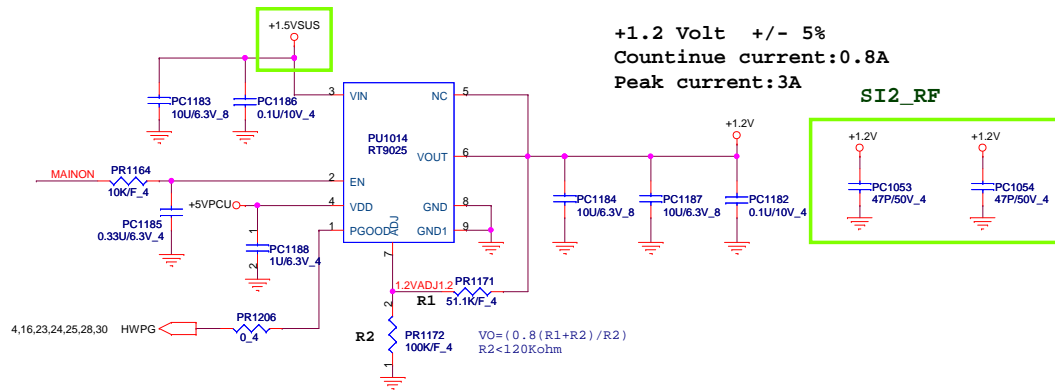 +1.5VSUS
+1.2 Volt +/- 5%
Countinue current:0.8A
Peak current:3A
SI2_RF
PC1183
10U/6.3V_8
PC1186
0.1U/10V_4
3
VIN
NC
5
PU1014
RT9025
VOUT
6
+1.2V
+1.2V
+1.2V
MAINON
PR1164
10K/F_4
2
EN
PC1185
0.33U/6.3V_4
+5VPCU
4
VDD
GND
8
1
PGOOD
ADJ
GND1
9
7
1
PC1188
1U/6.3V_4
2
PC1184
10U/6.3V_8
PC1187
10U/6.3V_8
PC1182
0.1U/10V_4
PC1053
47P/50V_4
PC1054
47P/50V_4
1.2VADJ1.2
PR1171
R1
51.1K/F_4
2
R2
PR1172
100K/F_4
1
VO=(0.8(R1+R2)/R2)
R2<120Kohm
4,16,23,24,25,28,30
HWPG
PR1206
0_4